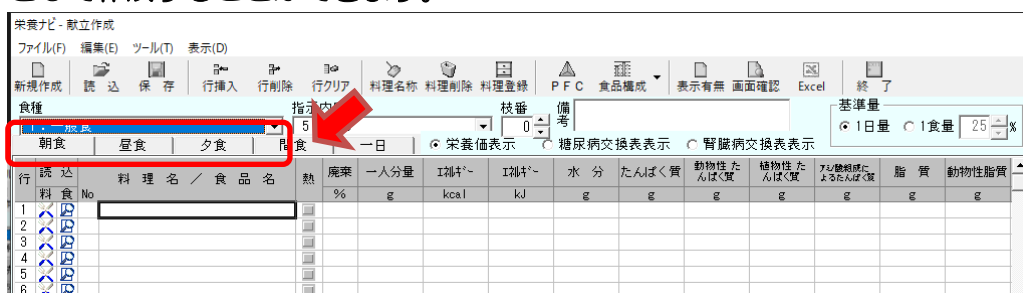 栄養ナビ - 献立作成
ファイル(F) 編集(E) ツール(T) 表示(D)
新規作成 読 込 保 存 行挿入 行削除 行クリア 料理名称 料理削除 料理登録 P F C 食品構成 表示有無 画面確認 Excel 終 了
食種 指示内 枝番 備考 基準量
1：一般食 5 0 1日量 1食量 25 %
朝食 昼食 夕食 間食 一日 栄養価表示 糖尿病交換表表示 腎臓病交換表表示
行 読 込 料 理 名 ／ 食 品 名 熱 廃棄 一人分量 エネルギー エネルギー 水 分 たんぱく質 動物性たんぱく質 植物性たんぱく質 アミノ酸組成によるたんぱく質 脂 質 動物性脂質
料 食 No % g kcal kJ g g g g g g g
1
2
3
4
5
6